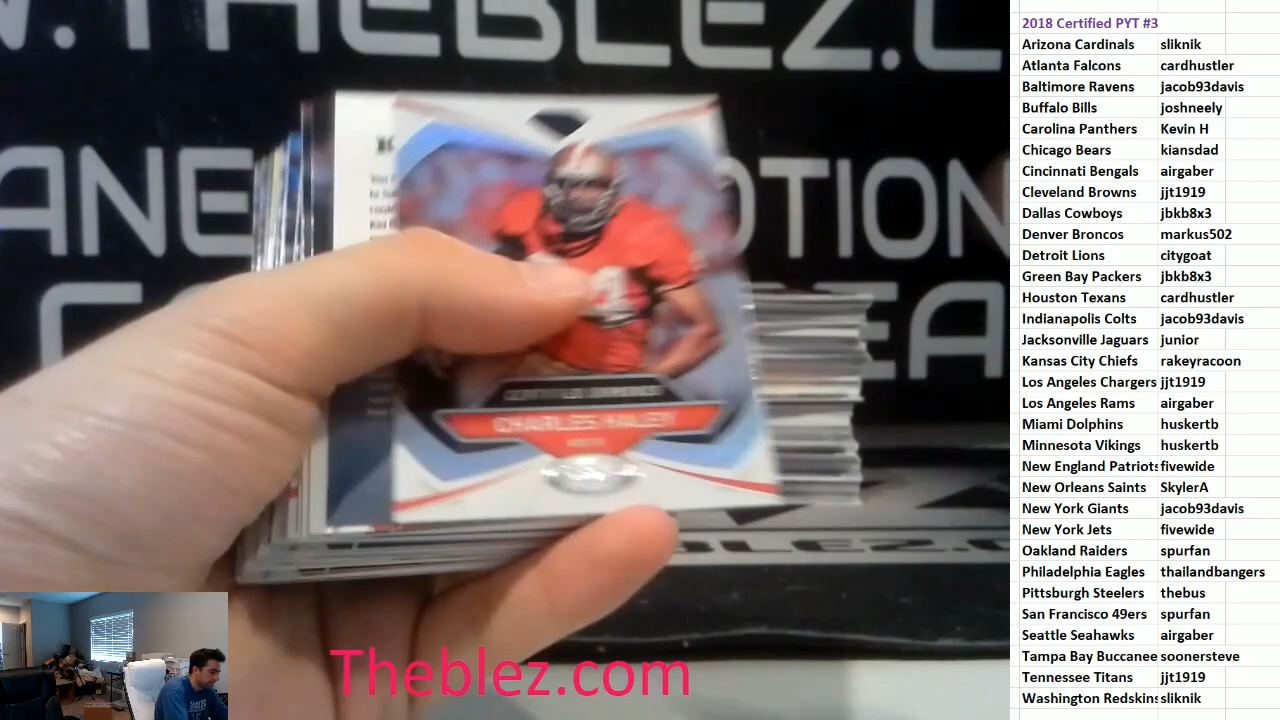 W.THEBLEZ.C
ANE
OTION
C
EA
CHARLES HALEY
THEBLEZ.C
Theblez.com
2018 Certified PYT #3
Arizona Cardinals sliknik
Atlanta Falcons cardhustler
Baltimore Ravens jacob93davis
Buffalo Bills joshneely
Carolina Panthers Kevin H
Chicago Bears kiansdad
Cincinnati Bengals airgaber
Cleveland Browns jjt1919
Dallas Cowboys jbkb8x3
Denver Broncos markus502
Detroit Lions citygoat
Green Bay Packers jbkb8x3
Houston Texans cardhustler
Indianapolis Colts jacob93davis
Jacksonville Jaguars junior
Kansas City Chiefs rakeyracoon
Los Angeles Chargers jjt1919
Los Angeles Rams airgaber
Miami Dolphins huskertb
Minnesota Vikings huskertb
New England Patriots fivewide
New Orleans Saints SkylerA
New York Giants jacob93davis
New York Jets fivewide
Oakland Raiders spurfan
Philadelphia Eagles thailandbangers
Pittsburgh Steelers thebus
San Francisco 49ers spurfan
Seattle Seahawks airgaber
Tampa Bay Buccanee soonersteve
Tennessee Titans jjt1919
Washington Redskins sliknik